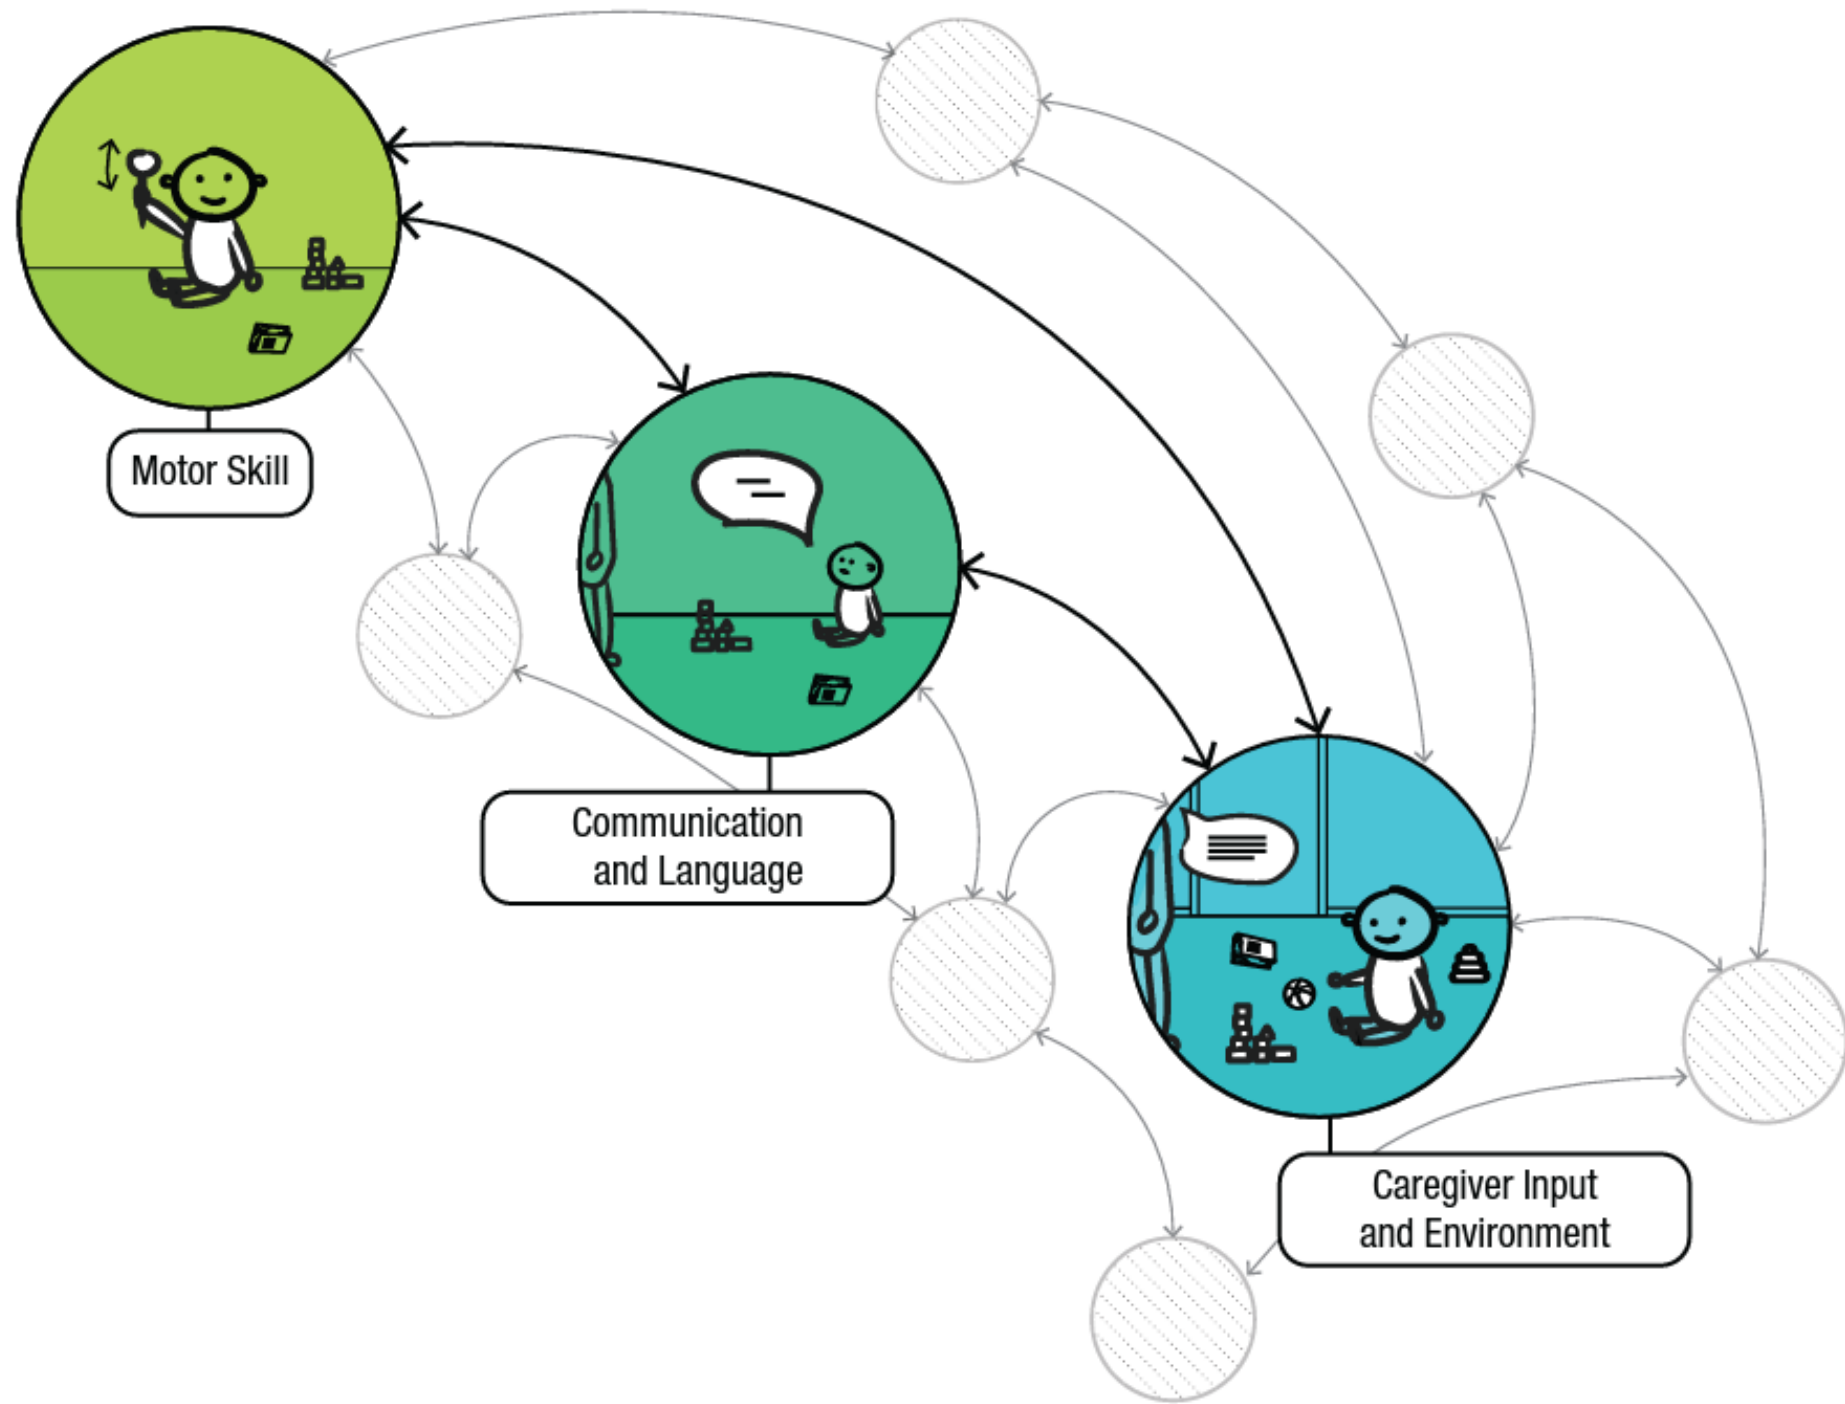 Motor Skill
Communication
and Language
Caregiver Input
and Environment